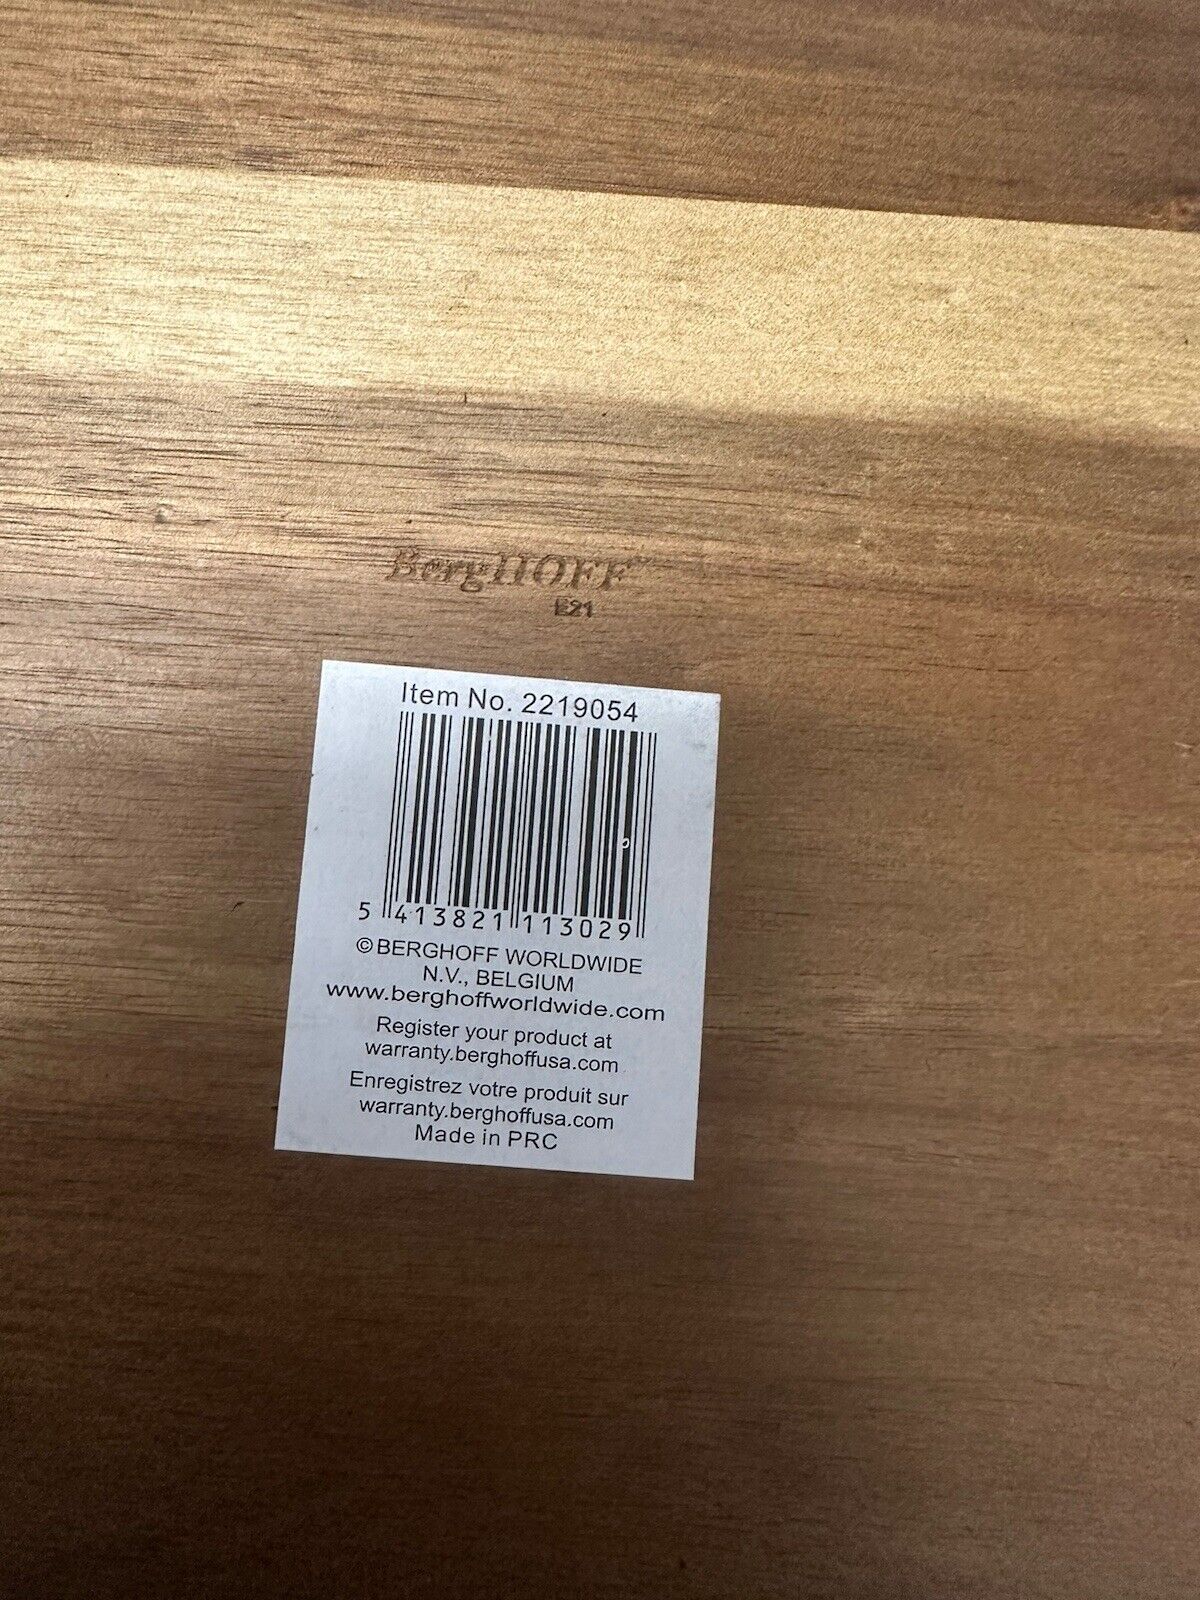 BergHOFF™
E21
Item No. 2219054
5 413821 113029
©BERGHOFF WORLDWIDE
N.V., BELGIUM
www.berghoffworldwide.com
Register your product at
warranty.berghoffusa.com
Enregistrez votre produit sur
warranty.berghoffusa.com
Made in PRC